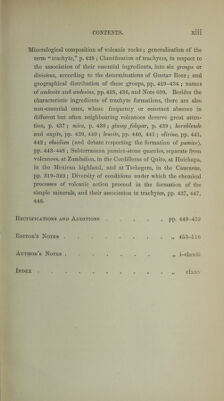 CONTENTS. xiii
Mineralogical composition of volcanic rocks; generalisation of the
term “trachyte,” p. 428; Classification of trachytes, in respect to
the association of their essential ingredients, into six groups or
divisions, according to the determinations of Gustav Rose; and
geographical distribution of those groups, pp. 419-434; names
of andesite and andesine, pp. 425, 436, and Note 609. Besides the
characteristic ingredients of trachyte formations, there are also
non-essential ones, whose frequency or constant absence in
different but often neighbouring volcanoes deserve great atten-
tion, p. 437; mica, p. 438; glassy felspar, p. 439; hornblende
and augite, pp. 439, 440; leucite, pp. 440, 441; olivine, pp. 441,
442; obsidian (and debate respecting the formation of pumice),
pp. 443-448; Subterranean pumice-stone quarries, separate from
volcanoes, at Zumbalica, in the Cordilleras of Quito, at Huichapa,
in the Mexican highland, and at Tschegem, in the Caucasus,
pp. 319-323; Diversity of conditions under which the chemical
processes of volcanic action proceed in the formation of the
simple minerals, and their association in trachytes, pp. 437, 447,
448.
RECTIFICATIONS AND ADDITIONS . . . . . pp. 449-452
EDITOR’S NOTES . . . . . . . . „ 453-516
AUTHOR’S NOTES . . . . . . . . „ i-clxxiii
INDEX . . . . . . . . . . . clxxv